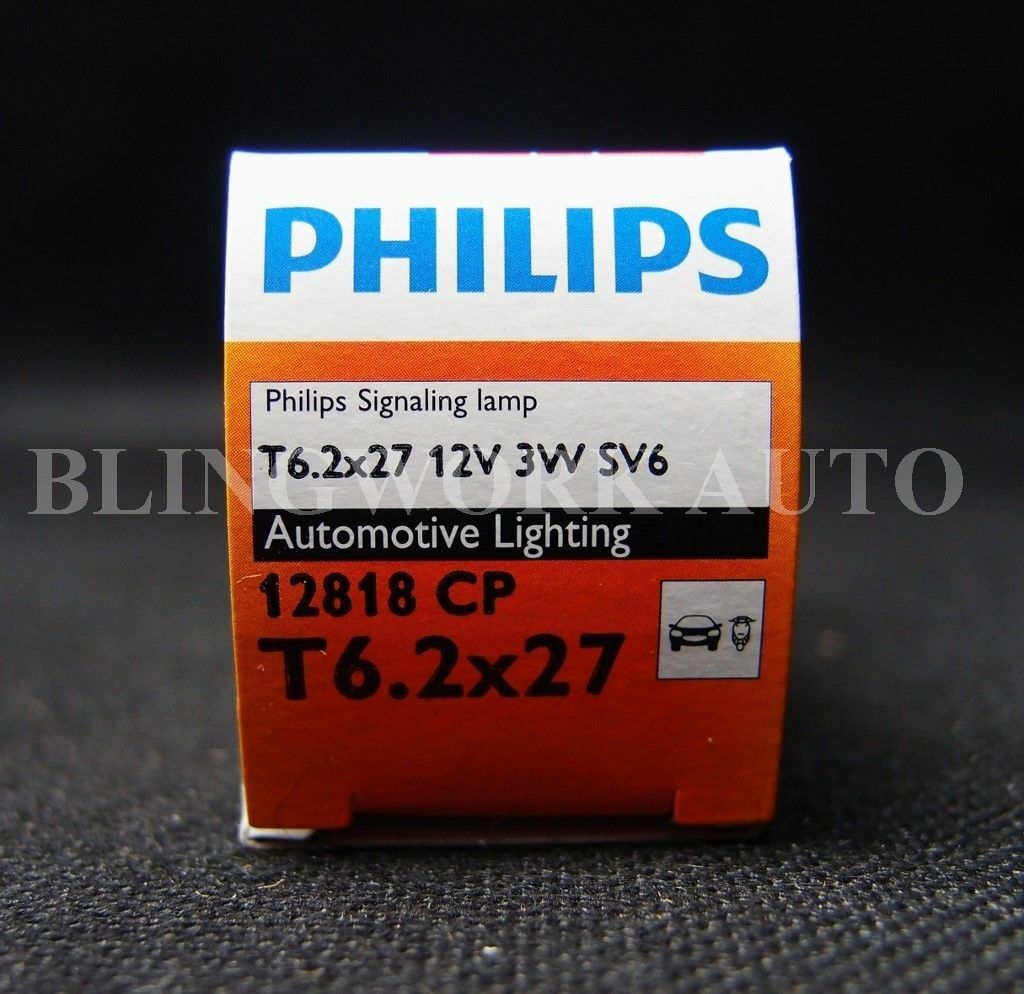 PHILIPS
Philips Signaling lamp
T6.2x27 12V 3W SV6
BLINGWORK AUTO
Automotive Lighting
12818 CP
T6.2x27